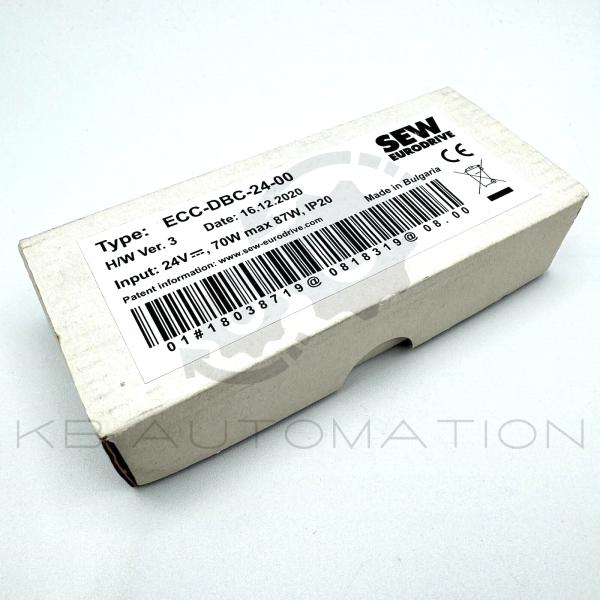 SEW
EURODRIVE
Type: ECC-DBC-24-00
H/W Ver. 3 Date: 16.12.2020
Input: 24V⎓, 70W max 87W, IP20
Made in Bulgaria
Patent information: www.sew-eurodrive.com
CE
01#18038719@0818319@08.00
KB AUTOMATION